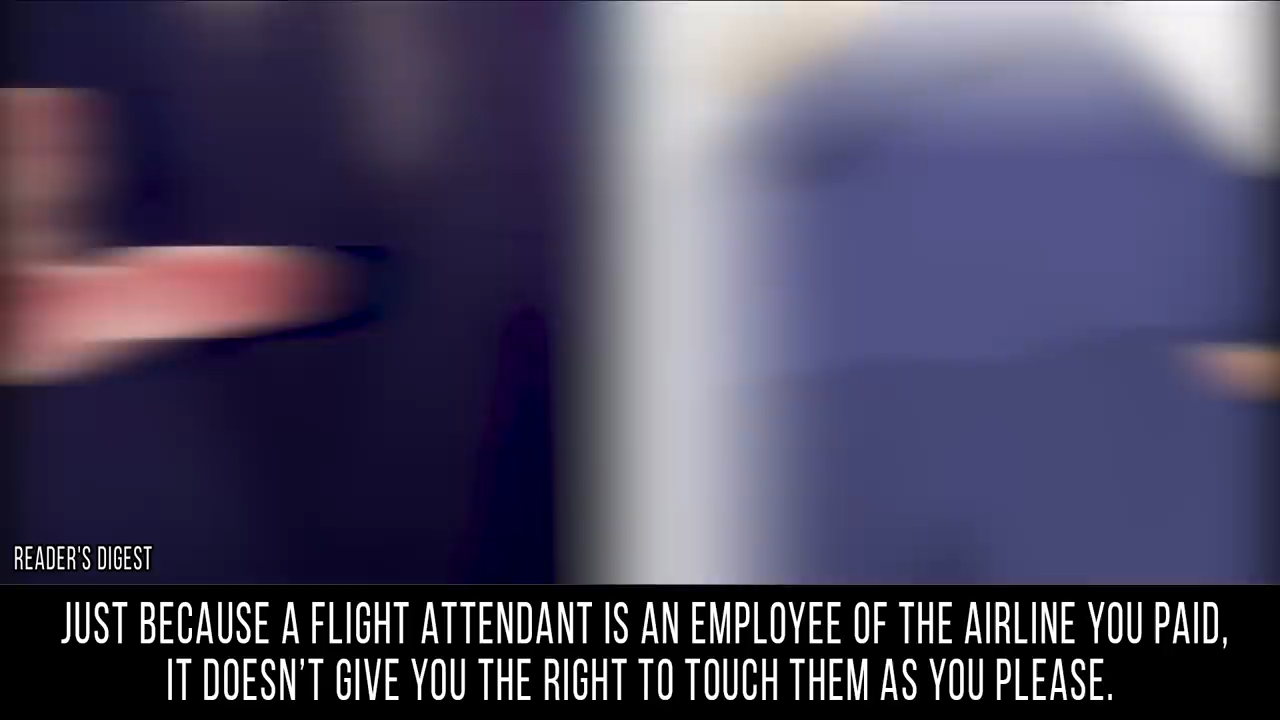 READER'S DIGEST
JUST BECAUSE A FLIGHT ATTENDANT IS AN EMPLOYEE OF THE AIRLINE YOU PAID,
IT DOESN’T GIVE YOU THE RIGHT TO TOUCH THEM AS YOU PLEASE.